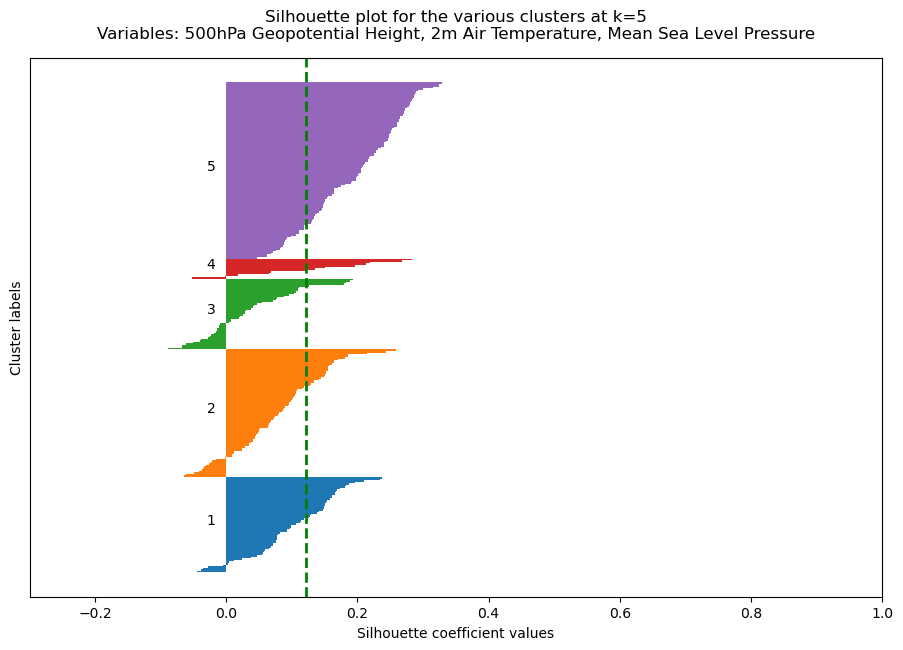 Silhouette plot for the various clusters at k=5
Variables: 500hPa Geopotential Height, 2m Air Temperature, Mean Sea Level Pressure
Cluster labels
5
4
3
2
1
−0.2 0.0 0.2 0.4 0.6 0.8 1.0
Silhouette coefficient values